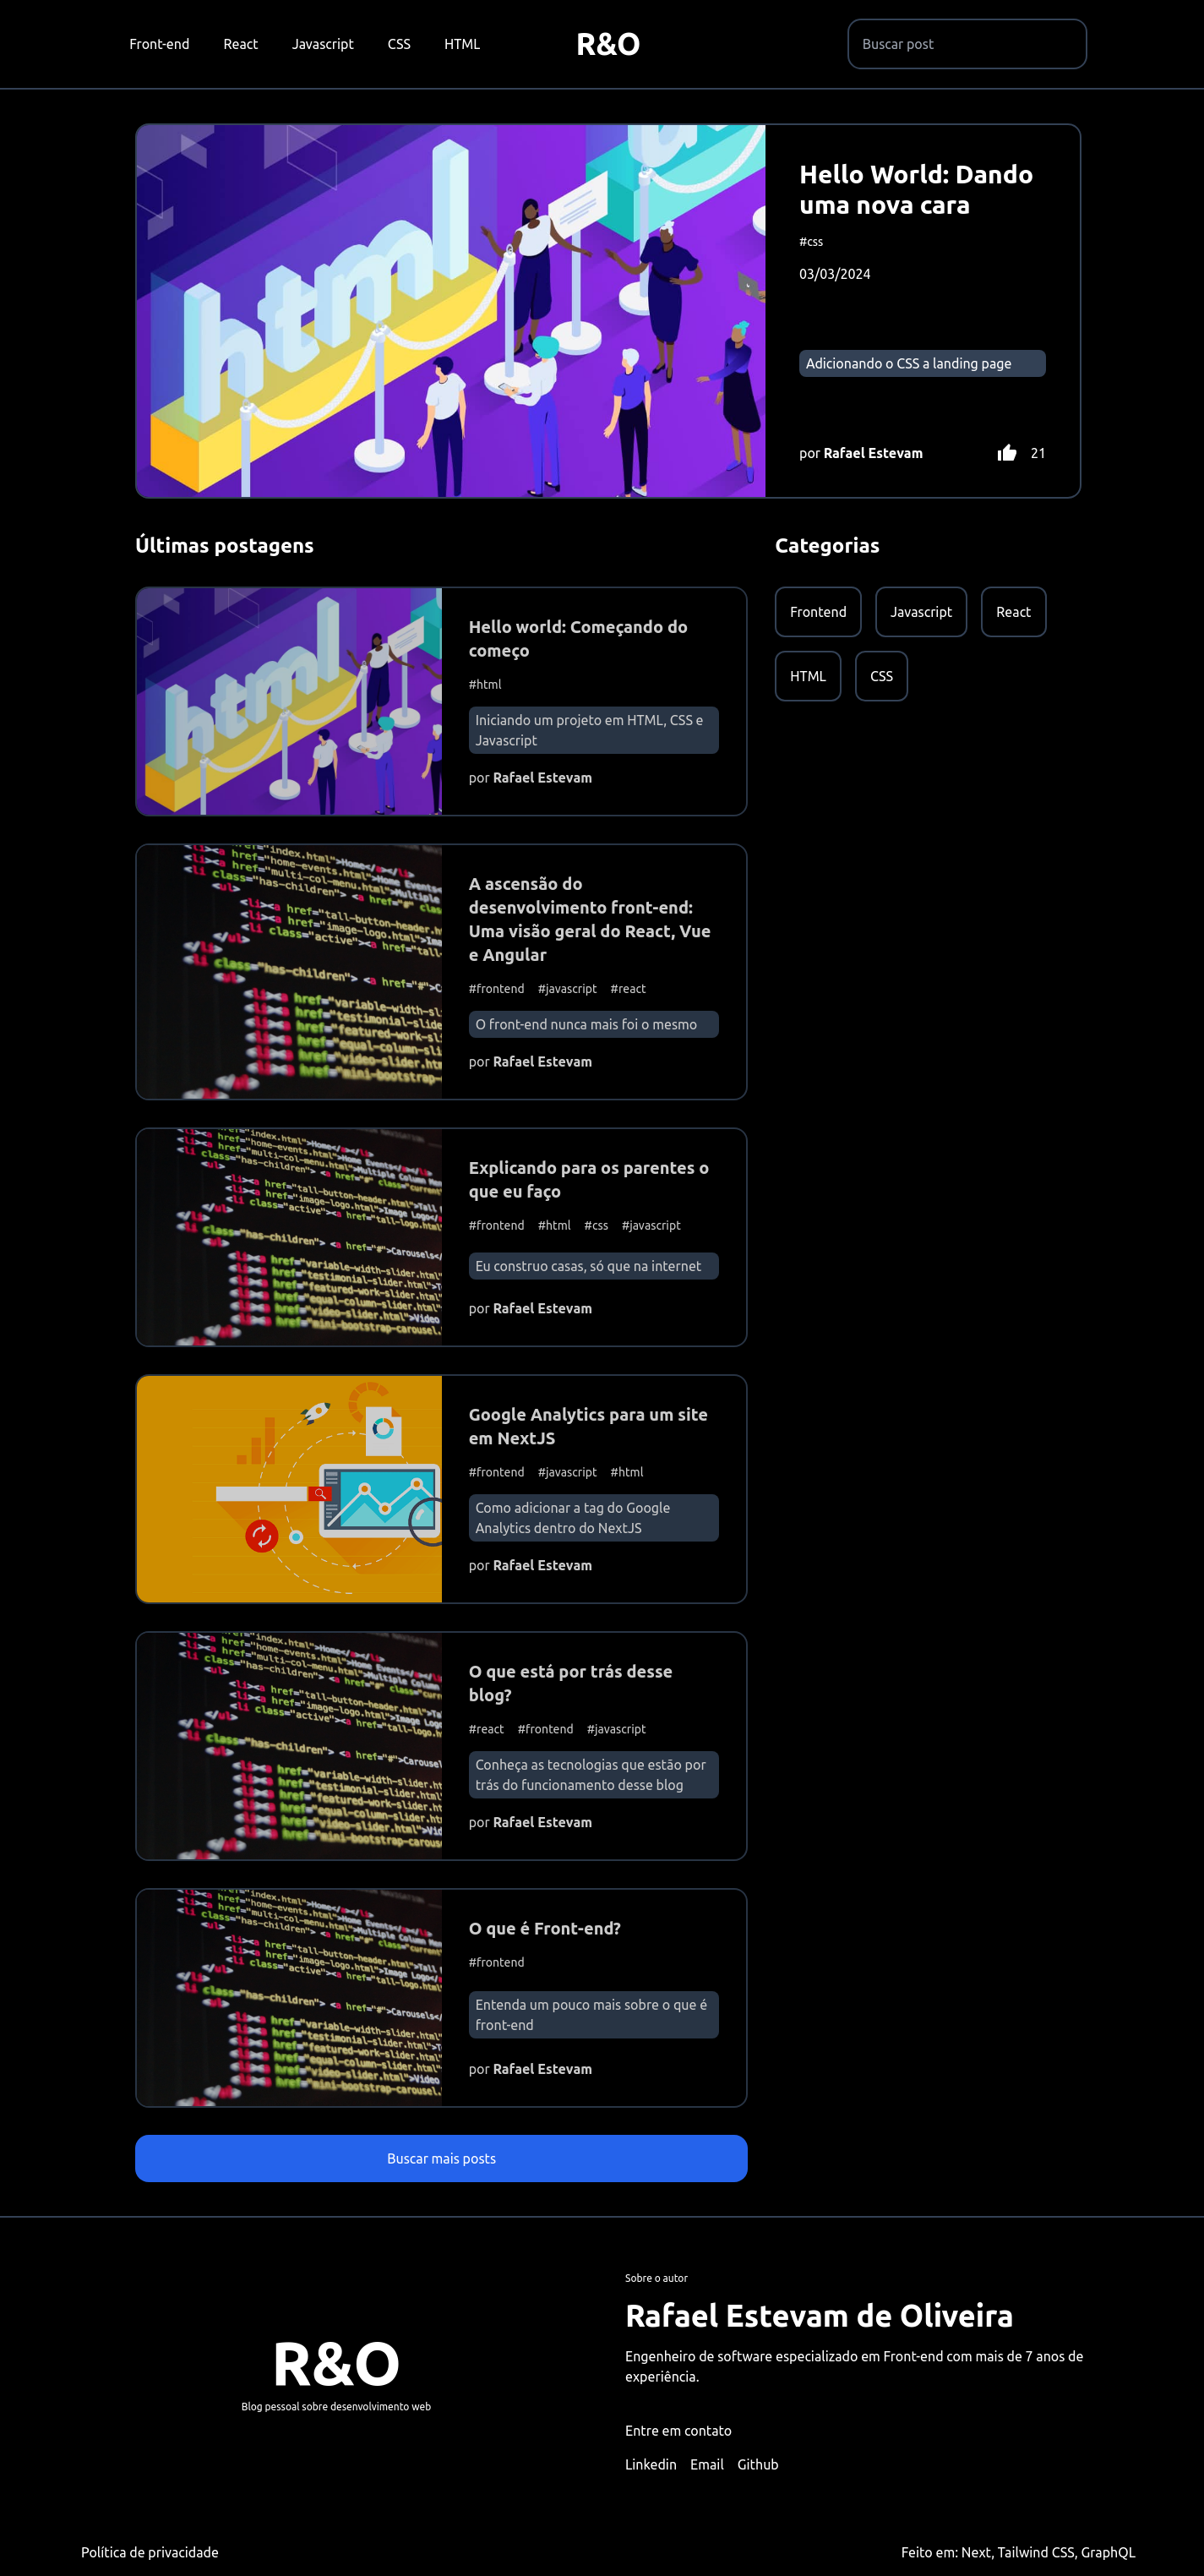 Front-end React Javascript CSS HTML R&O Buscar post
html
Hello World: Dando
uma nova cara
#css
03/03/2024
Adicionando o CSS a landing page
por Rafael Estevam 21
Últimas postagens
html
Hello world: Começando do
começo
#html
Iniciando um projeto em HTML, CSS e
Javascript
por Rafael Estevam
A ascensão do
desenvolvimento front-end:
Uma visão geral do React, Vue
e Angular
#frontend #javascript #react
O front-end nunca mais foi o mesmo
por Rafael Estevam
Explicando para os parentes o
que eu faço
#frontend #html #css #javascript
Eu construo casas, só que na internet
por Rafael Estevam
Google Analytics para um site
em NextJS
#frontend #javascript #html
Como adicionar a tag do Google
Analytics dentro do NextJS
por Rafael Estevam
O que está por trás desse
blog?
#react #frontend #javascript
Conheça as tecnologias que estão por
trás do funcionamento desse blog
por Rafael Estevam
O que é Front-end?
#frontend
Entenda um pouco mais sobre o que é
front-end
por Rafael Estevam
Buscar mais posts
Categorias
Frontend Javascript React
HTML CSS
R&O
Blog pessoal sobre desenvolvimento web
Sobre o autor
Rafael Estevam de Oliveira
Engenheiro de software especializado em Front-end com mais de 7 anos de
experiência.
Entre em contato
Linkedin Email Github
Política de privacidade
Feito em: Next, Tailwind CSS, GraphQL